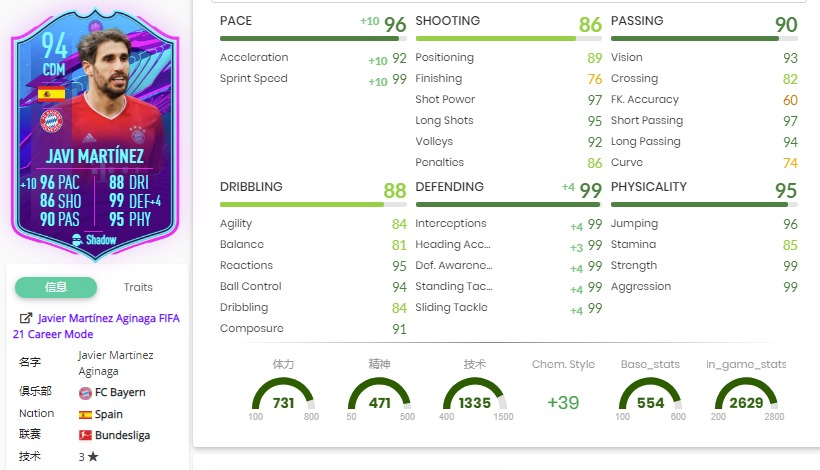 94
CDM
JAVI MARTÍNEZ
+10 96 PAC 88 DRI
86 SHO 99 DEF+4
90 PAS 95 PHY
Shadow
信息 Traits
Javier Martínez Aginaga FIFA
21 Career Mode
名字 Javier Martínez
Aginaga
俱乐部 FC Bayern
Nation Spain
联赛 Bundesliga
技术 3 ★
PACE +10 96
Acceleration +10 92
Sprint Speed +10 99
SHOOTING 86
Positioning 89
Finishing 76
Shot Power 97
Long Shots 95
Volleys 92
Penalties 86
PASSING 90
Vision 93
Crossing 82
FK. Accuracy 60
Short Passing 97
Long Passing 94
Curve 74
DRIBBLING 88
Agility 84
Balance 81
Reactions 95
Ball Control 94
Dribbling 84
Composure 91
DEFENDING +4 99
Interceptions +4 99
Heading Acc... +3 99
Def. Awarene... +4 99
Standing Tac... +4 99
Sliding Tackle +4 99
PHYSICALITY 95
Jumping 96
Stamina 85
Strength 99
Aggression 99
体力
731
100 800
精神
471
50 500
技术
1335
400 1500
Chem. Style
+39
Base_stats
554
100 600
In_game_stats
2629
200 2800